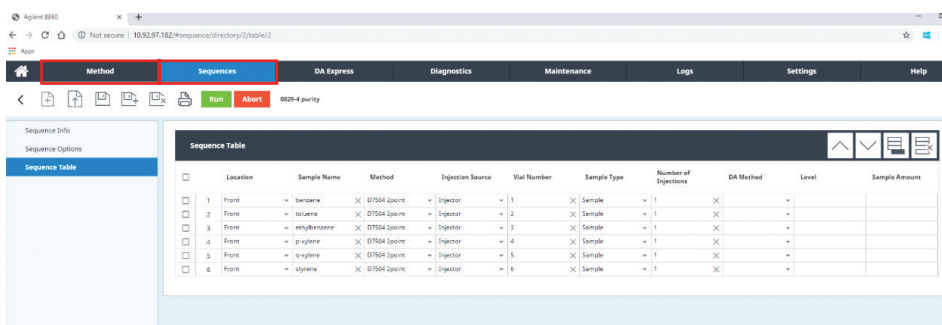 Agilent 8860
Not secure | 10.92.97.182/#sequence/directory/2/table/2
Apps
Method Sequences DA Express Diagnostics Maintenance Logs Settings Help
Run Abort 0829-4 purity
Sequence Info
Sequence Options
Sequence Table
Sequence Table
Location Sample Name Method Injection Source Vial Number Sample Type Number of Injections DA Method Level Sample Amount
1 Front benzene D7504 2point Injector 1 Sample 1
2 Front toluene D7504 2point Injector 2 Sample 1
3 Front ethylbenzene D7504 2point Injector 3 Sample 1
4 Front p-xylene D7504 2point Injector 4 Sample 1
5 Front o-xylene D7504 2point Injector 5 Sample 1
6 Front styrene D7504 2point Injector 6 Sample 1